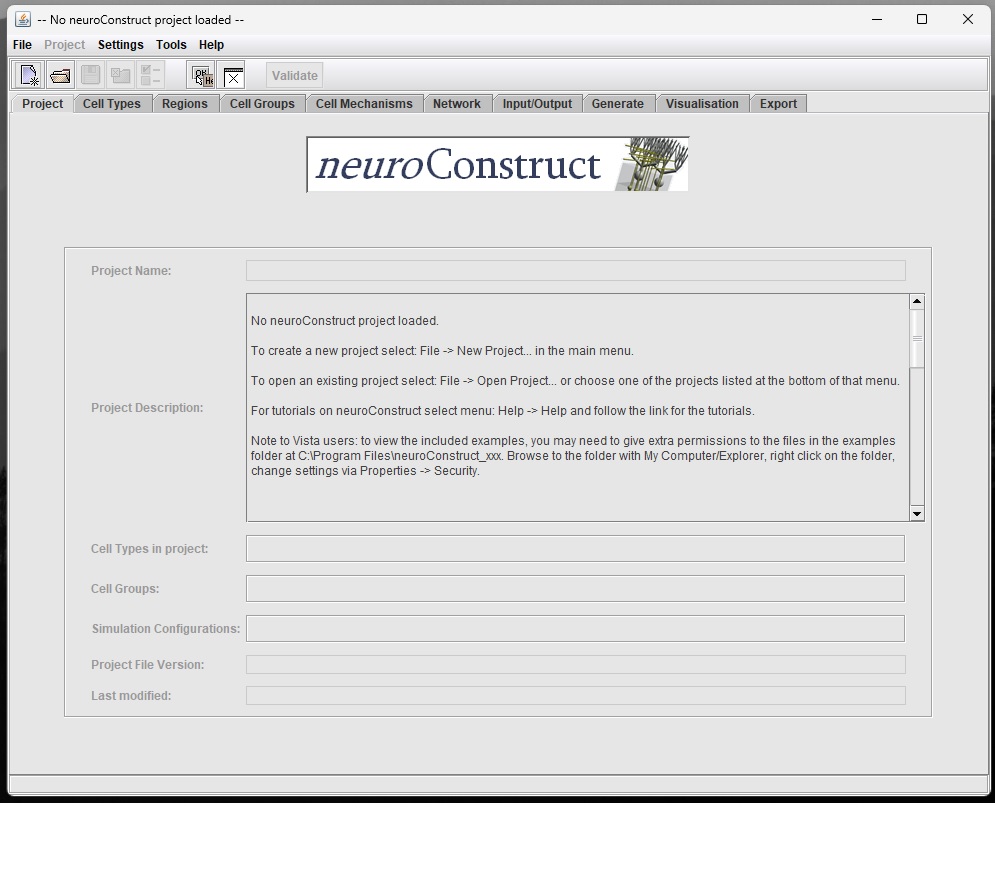 -- No neuroConstruct project loaded --
File Project Settings Tools Help
Validate
Project Cell Types Regions Cell Groups Cell Mechanisms Network Input/Output Generate Visualisation Export
neuroConstruct
Project Name:
No neuroConstruct project loaded.
To create a new project select: File -> New Project... in the main menu.
To open an existing project select: File -> Open Project... or choose one of the projects listed at the bottom of that menu.
Project Description:
For tutorials on neuroConstruct select menu: Help -> Help and follow the link for the tutorials.
Note to Vista users: to view the included examples, you may need to give extra permissions to the files in the examples
folder at C:\Program Files\neuroConstruct_xxx. Browse to the folder with My Computer/Explorer, right click on the folder,
change settings via Properties -> Security.
Cell Types in project:
Cell Groups:
Simulation Configurations:
Project File Version:
Last modified: